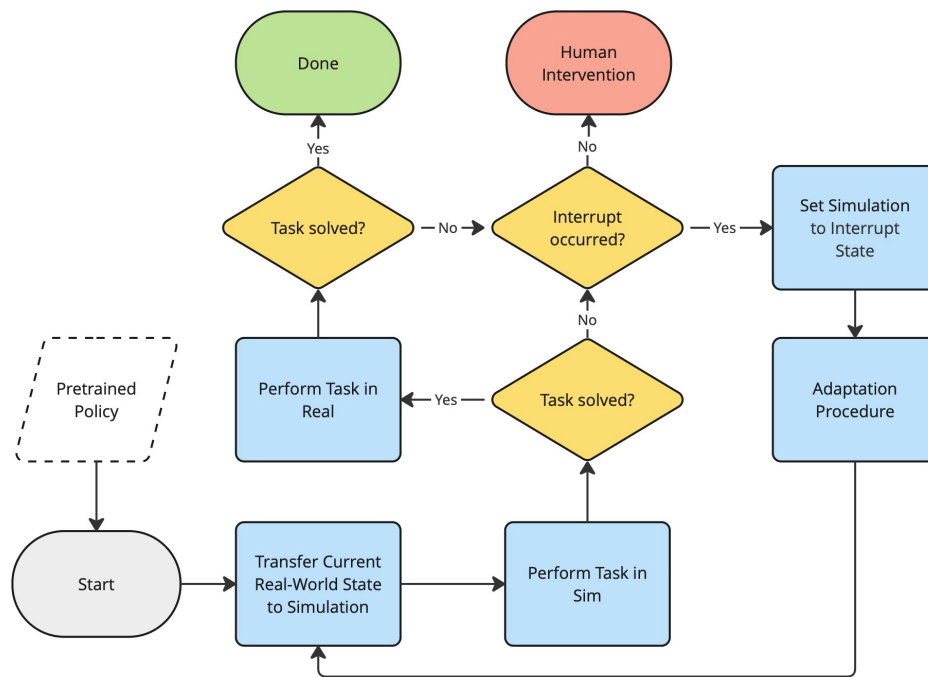 Done
Human
Intervention
Yes
No
Task solved?
No
Interrupt
occurred?
Yes
Set Simulation
to Interrupt
State
No
Pretrained
Policy
Perform Task in
Real
Yes
Task solved?
Adaptation
Procedure
Start
Transfer Current
Real-World State
to Simulation
Perform Task in
Sim